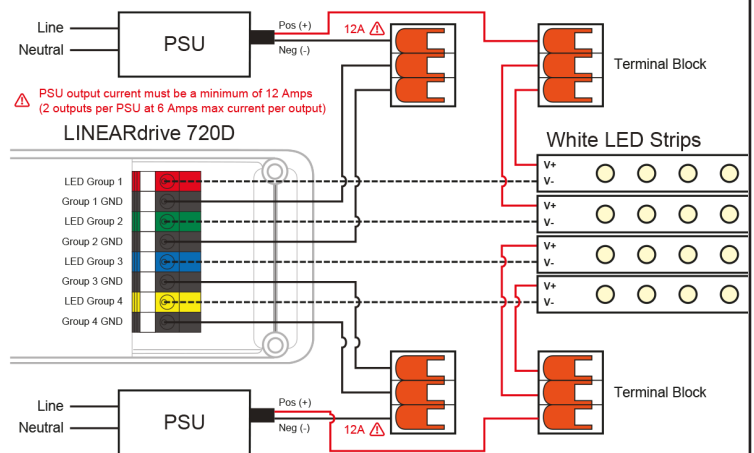 Line
Neutral
PSU
Pos (+)
Neg (-)
12A
Terminal Block
PSU output current must be a minimum of 12 Amps
(2 outputs per PSU at 6 Amps max current per output)
LINEARdrive 720D
White LED Strips
LED Group 1
Group 1 GND
LED Group 2
Group 2 GND
LED Group 3
Group 3 GND
LED Group 4
Group 4 GND
V+
V-
V+
V-
V+
V-
V+
V-
Line
Neutral
PSU
Pos (+)
Neg (-)
12A
Terminal Block